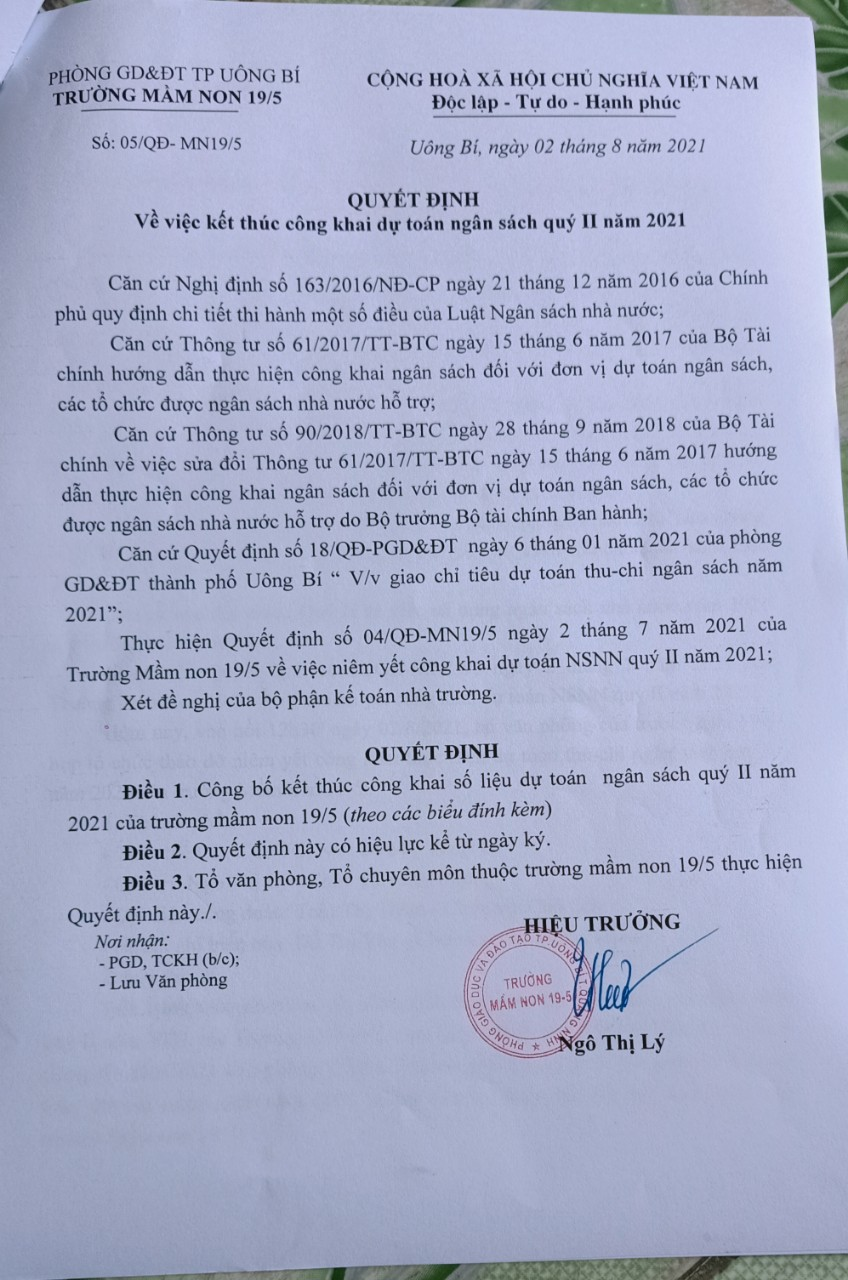 PHÒNG GD&ĐT TP UÔNG BÍ
TRƯỜNG MẦM NON 19/5
CỘNG HOÀ XÃ HỘI CHỦ NGHĨA VIỆT NAM
Độc lập - Tự do - Hạnh phúc
Số: 05/QĐ- MN19/5
Uông Bí, ngày 02 tháng 8 năm 2021
QUYẾT ĐỊNH
Về việc kết thúc công khai dự toán ngân sách quý II năm 2021
Căn cứ Nghị định số 163/2016/NĐ-CP ngày 21 tháng 12 năm 2016 của Chính
phủ quy định chi tiết thi hành một số điều của Luật Ngân sách nhà nước;
Căn cứ Thông tư số 61/2017/TT-BTC ngày 15 tháng 6 năm 2017 của Bộ Tài
chính hướng dẫn thực hiện công khai ngân sách đối với đơn vị dự toán ngân sách,
các tổ chức được ngân sách nhà nước hỗ trợ;
Căn cứ Thông tư số 90/2018/TT-BTC ngày 28 tháng 9 năm 2018 của Bộ Tài
chính về việc sửa đổi Thông tư 61/2017/TT-BTC ngày 15 tháng 6 năm 2017 hướng
dẫn thực hiện công khai ngân sách đối với đơn vị dự toán ngân sách, các tổ chức
được ngân sách nhà nước hỗ trợ do Bộ trưởng Bộ tài chính Ban hành;
Căn cứ Quyết định số 18/QĐ-PGD&ĐT ngày 6 tháng 01 năm 2021 của phòng
GD&ĐT thành phố Uông Bí “ V/v giao chỉ tiêu dự toán thu-chi ngân sách năm
2021”;
Thực hiện Quyết định số 04/QĐ-MN19/5 ngày 2 tháng 7 năm 2021 của
Trường Mầm non 19/5 về việc niêm yết công khai dự toán NSNN quý II năm 2021;
Xét đề nghị của bộ phận kế toán nhà trường.
QUYẾT ĐỊNH
Điều 1. Công bố kết thúc công khai số liệu dự toán ngân sách quý II năm
2021 của trường mầm non 19/5 (theo các biểu đính kèm)
Điều 2. Quyết định này có hiệu lực kể từ ngày ký.
Điều 3. Tổ văn phòng, Tổ chuyên môn thuộc trường mầm non 19/5 thực hiện
Quyết định này./.
Nơi nhận:
- PGD, TCKH (b/c);
- Lưu Văn phòng
HIỆU TRƯỞNG
PHÒNG GIÁO DỤC VÀ ĐÀO TẠO TP.UÔNG BÍ T.QUẢNG NINH
TRƯỜNG
MẦM NON 19-5
Ngô Thị Lý